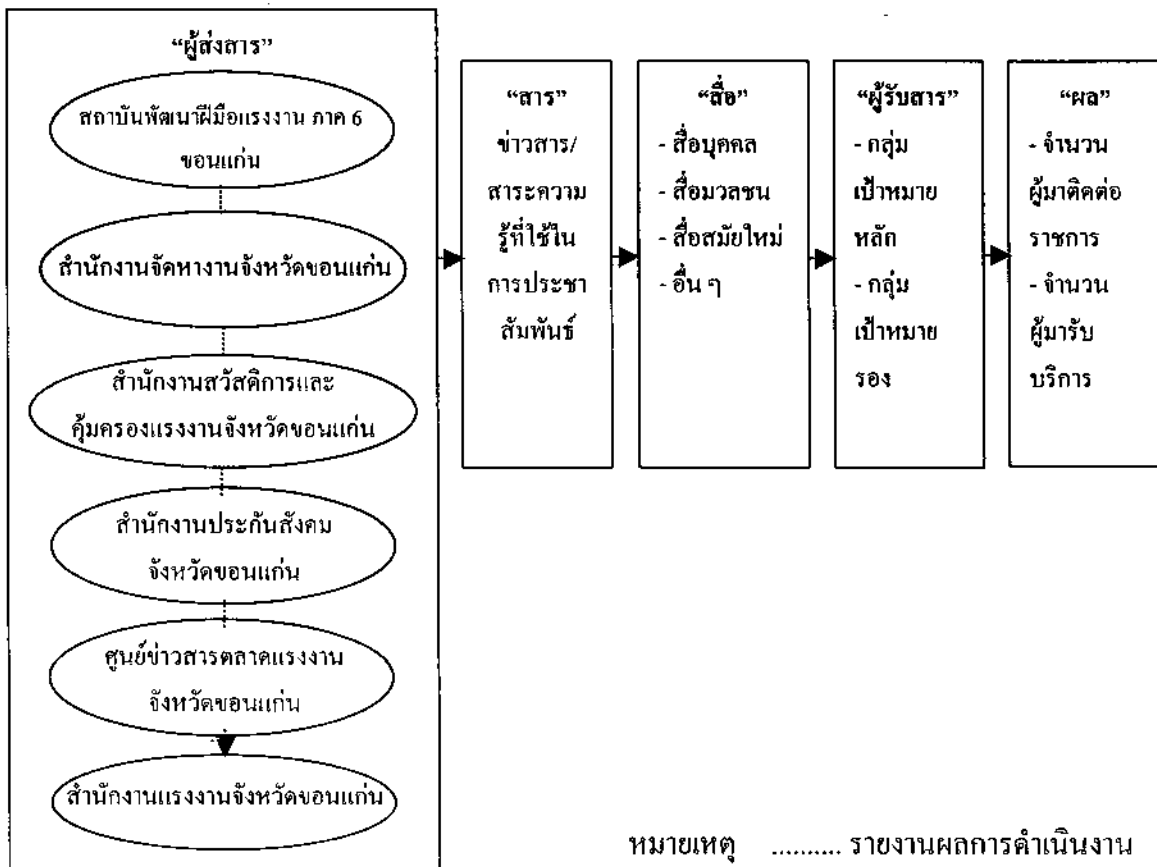 “ผู้ส่งสาร”
สถาบันพัฒนาฝีมือแรงงาน ภาค 6
ขอนแก่น
สำนักงานจัดหางานจังหวัดขอนแก่น
สำนักงานสวัสดิการและ
คุ้มครองแรงงานจังหวัดขอนแก่น
สำนักงานประกันสังคม
จังหวัดขอนแก่น
ศูนย์ข่าวสารตลาดแรงงาน
จังหวัดขอนแก่น
สำนักงานแรงงานจังหวัดขอนแก่น
“สาร”
ข่าวสาร/
สาระความ
รู้ที่ใช้ใน
การประชา
สัมพันธ์
“สื่อ”
- สื่อบุคคล
- สื่อมวลชน
- สื่อสมัยใหม่
- อื่น ๆ
“ผู้รับสาร”
- กลุ่ม
เป้าหมาย
หลัก
- กลุ่ม
เป้าหมาย
รอง
“ผล”
- จำนวน
ผู้มาติดต่อ
ราชการ
- จำนวน
ผู้มารับ
บริการ
หมายเหตุ .......... รายงานผลการดำเนินงาน